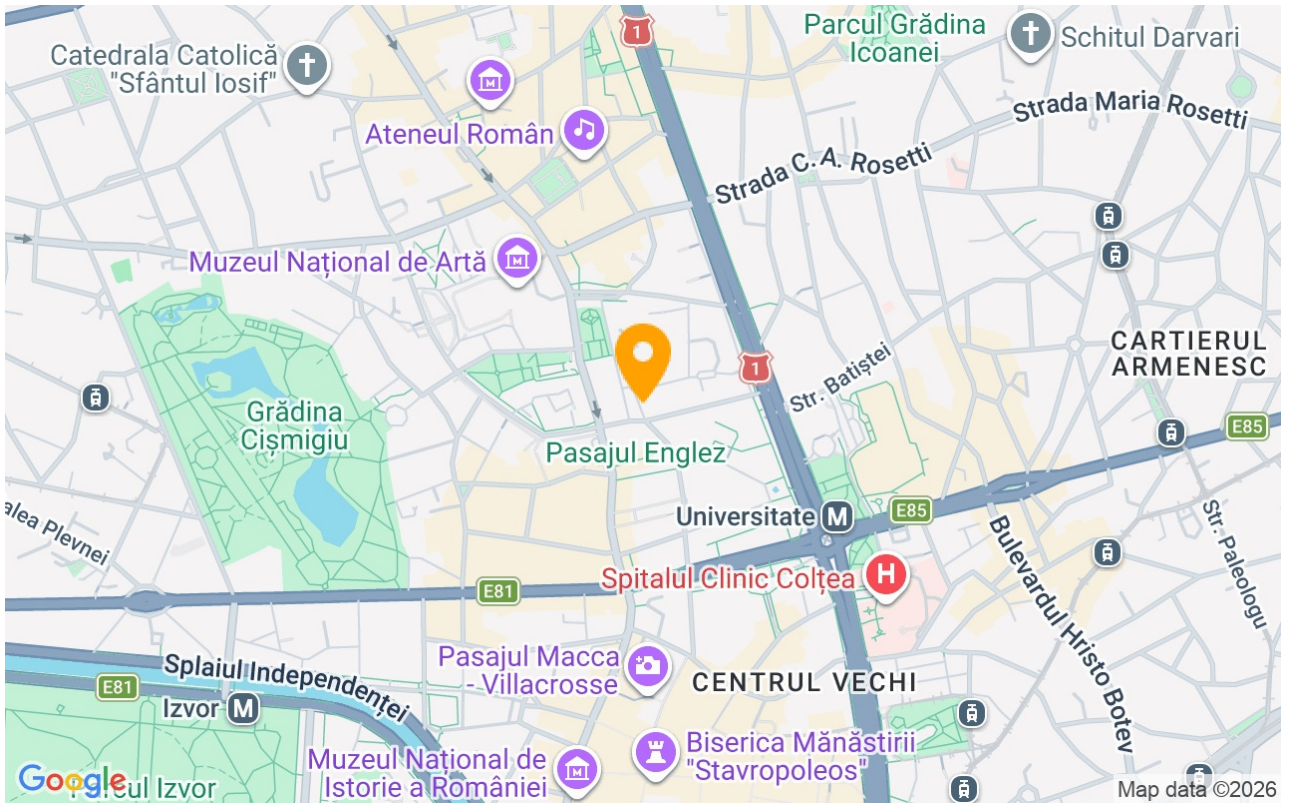 1
Parcul Grădina
Icoanei
Schitul Darvari
Catedrala Catolică
"Sfântul Iosif"
M
Ateneul Român
Strada Maria Rosetti
Strada C. A. Rosetti
Muzeul Național de Artă
M
CARTIERUL
ARMENESC
1
Str. Batiștei
Grădina
Cișmigiu
Pasajul Englez
E85
alea Plevnei
Universitate M
E85
Str. Paleologu
Bulevardul Hristo Botev
Spitalul Clinic Colțea H
E81
Pasajul Macca
- Villacrosse
CENTRUL VECHI
Splaiul Independenței
E81
Izvor M
Biserica Mănăstirii
"Stavropoleos"
Muzeul Național de
Istorie a României
M
Google
cul Izvor
Map data ©2026